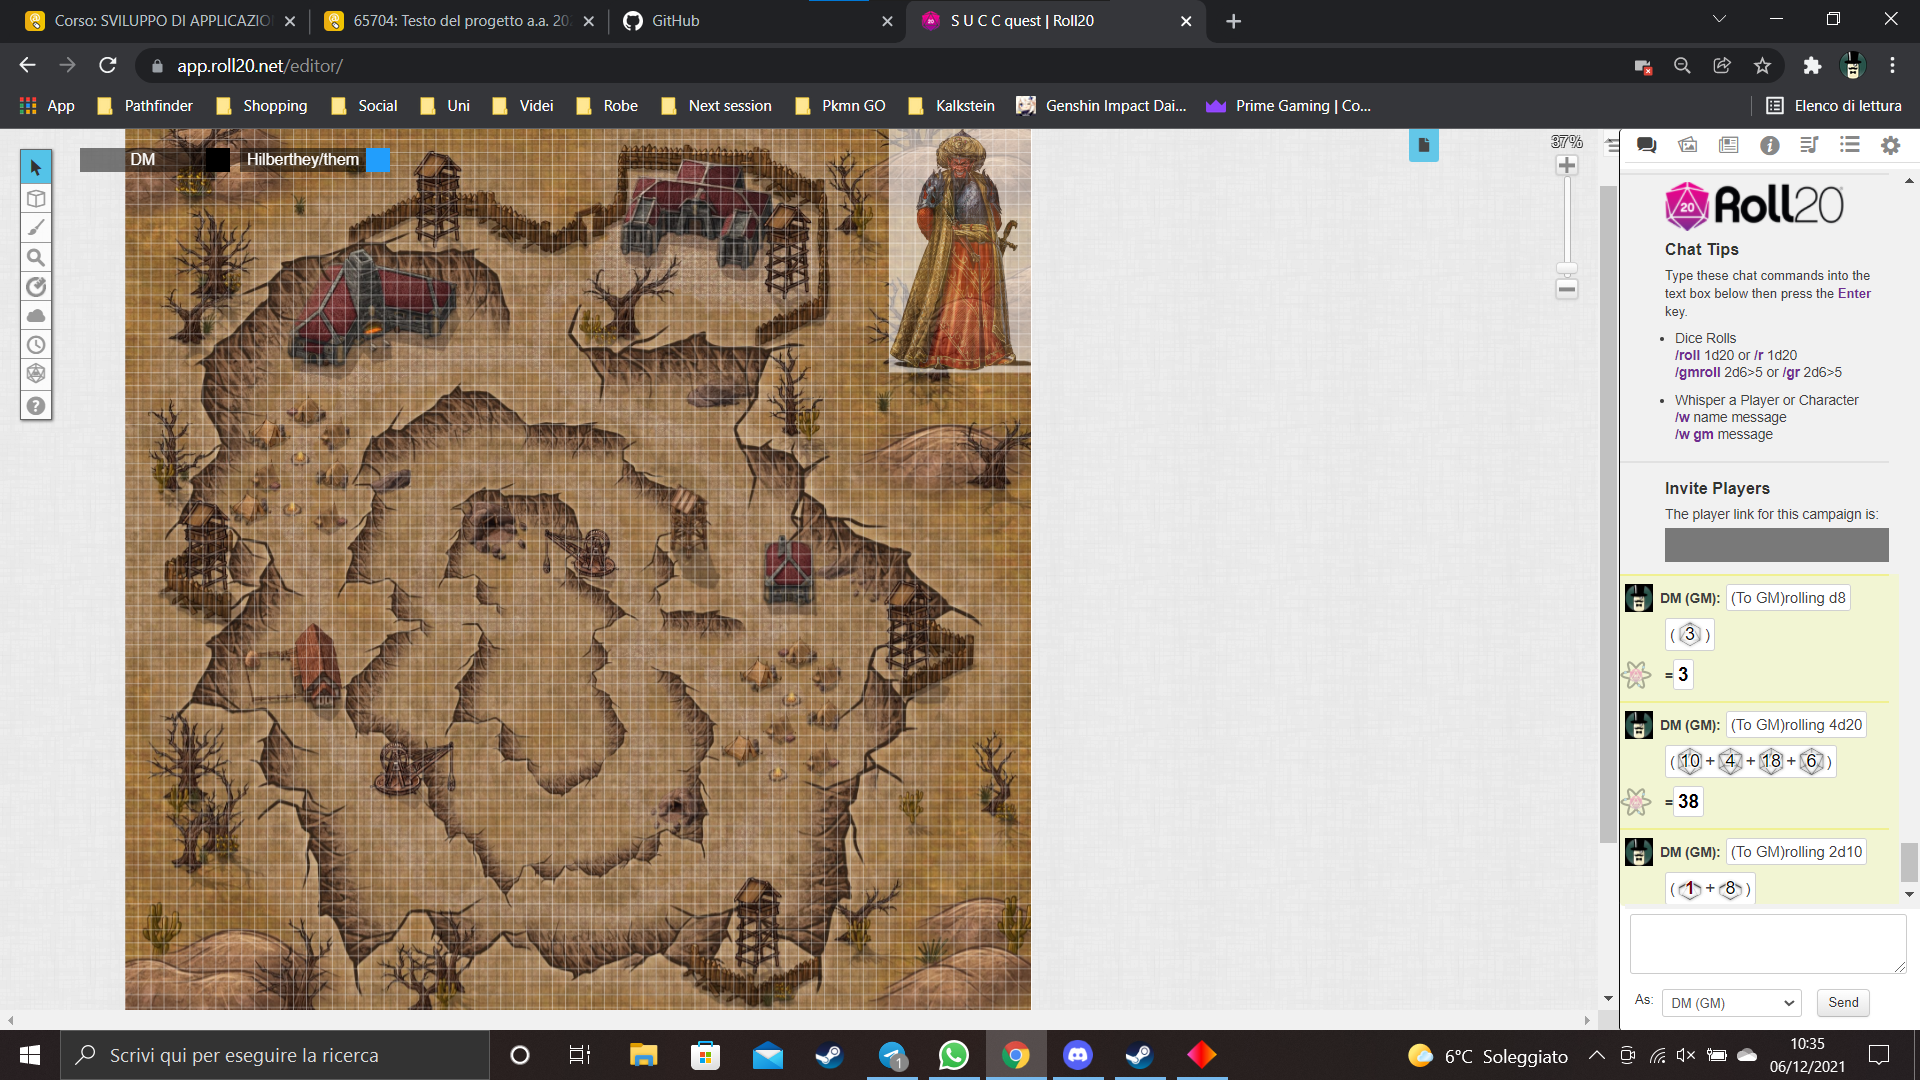 Corso: SVILUPPO DI APPLICAZIO
65704: Testo del progetto a.a. 20
GitHub
S U C C quest | Roll20
app.roll20.net/editor/
App
Pathfinder
Shopping
Social
Uni
Videi
Robe
Next session
Pkmn GO
Kalkstein
Genshin Impact Dai...
Prime Gaming | Co...
Elenco di lettura
DM
Hilberthey/them
37%
20
Roll20
Chat Tips
Type these chat commands into the
text box below then press the Enter
key.
• Dice Rolls
/roll 1d20 or /r 1d20
/gmroll 2d6>5 or /gr 2d6>5
• Whisper a Player or Character
/w name message
/w gm message
Invite Players
The player link for this campaign is:
DM (GM): (To GM)rolling d8
(3)
=3
DM (GM): (To GM)rolling 4d20
(10+4+18+6)
=38
DM (GM): (To GM)rolling 2d10
(1+8)
As: DM (GM) Send
Scrivi qui per eseguire la ricerca
1
6°C Soleggiato
10:35
06/12/2021